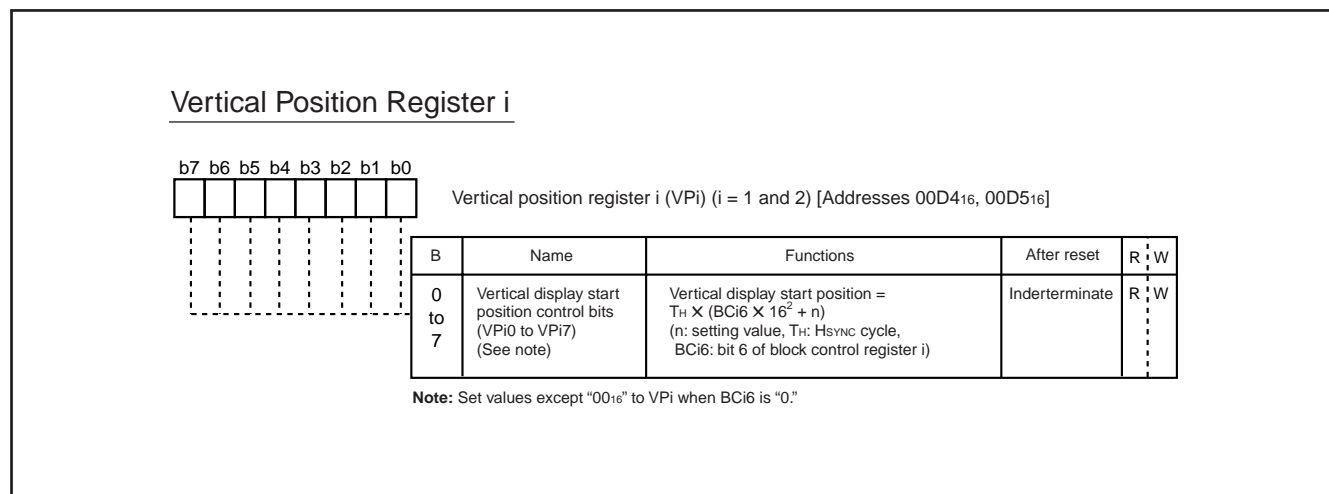 Vertical Position Register i
b7 b6 b5 b4 b3 b2 b1 b0
Vertical position register i (VPi) (i = 1 and 2) [Addresses 00D4₁₆, 00D5₁₆]
B Name Functions After reset R W
0 to 7
Vertical display start
position control bits
(VPi0 to VPi7)
(See note)
Vertical display start position =
TH ✕ (BCi6 ✕ 16² + n)
(n: setting value, TH: HSYNC cycle,
BCi6: bit 6 of block control register i)
Inderterminate
R W
Note: Set values except “00₁₆” to VPi when BCi6 is “0.”